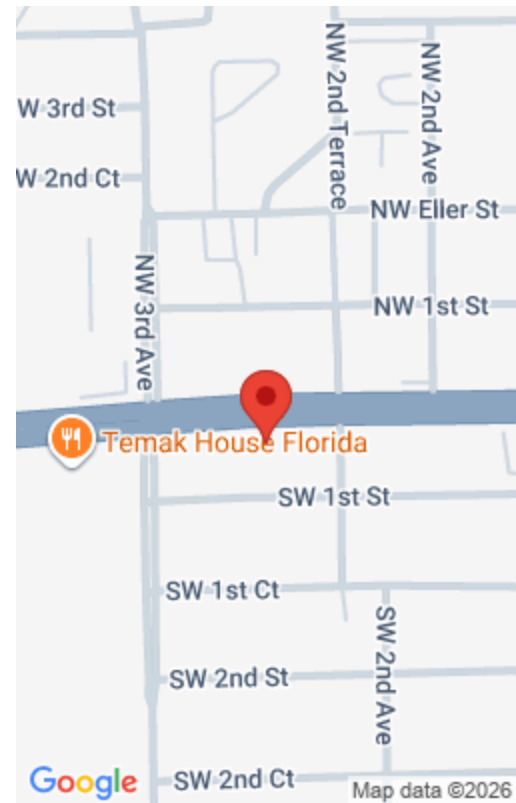 NW 2nd Terrace
NW 2nd Ave
W 3rd St
W 2nd Ct
NW Eller St
NW 3rd Ave
NW 1st St
Temak House Florida
SW 1st St
SW 1st Ct
SW 2nd Ave
SW 2nd St
SW 2nd Ct
Google
Map data ©2026